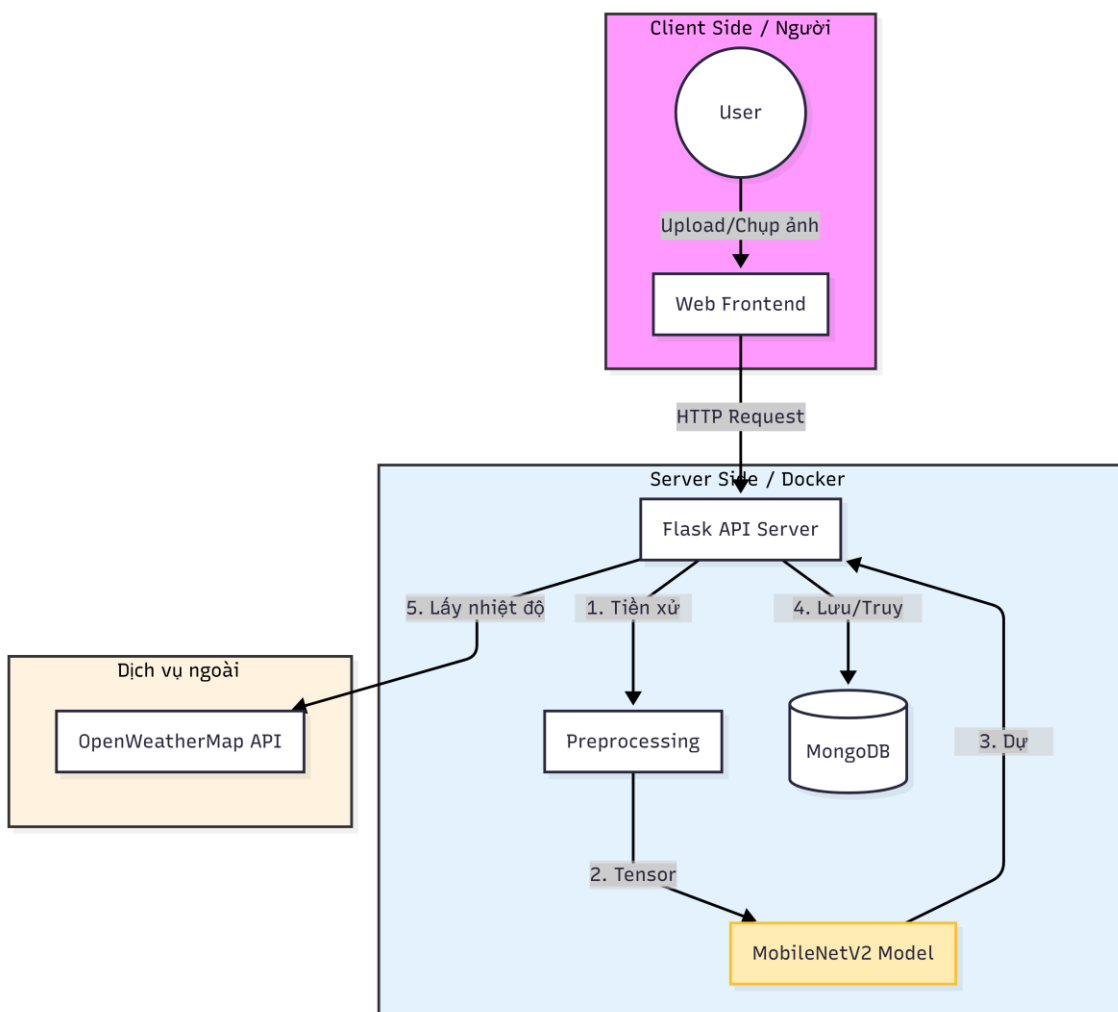 Client Side / Người
User
Upload/Chụp ảnh
Web Frontend
HTTP Request
Server Side / Docker
Flask API Server
5. Lấy nhiệt độ
1. Tiền xử
4. Lưu/Truy
Dịch vụ ngoài
OpenWeatherMap API
Preprocessing
MongoDB
3. Dự
2. Tensor
MobileNetV2 Model